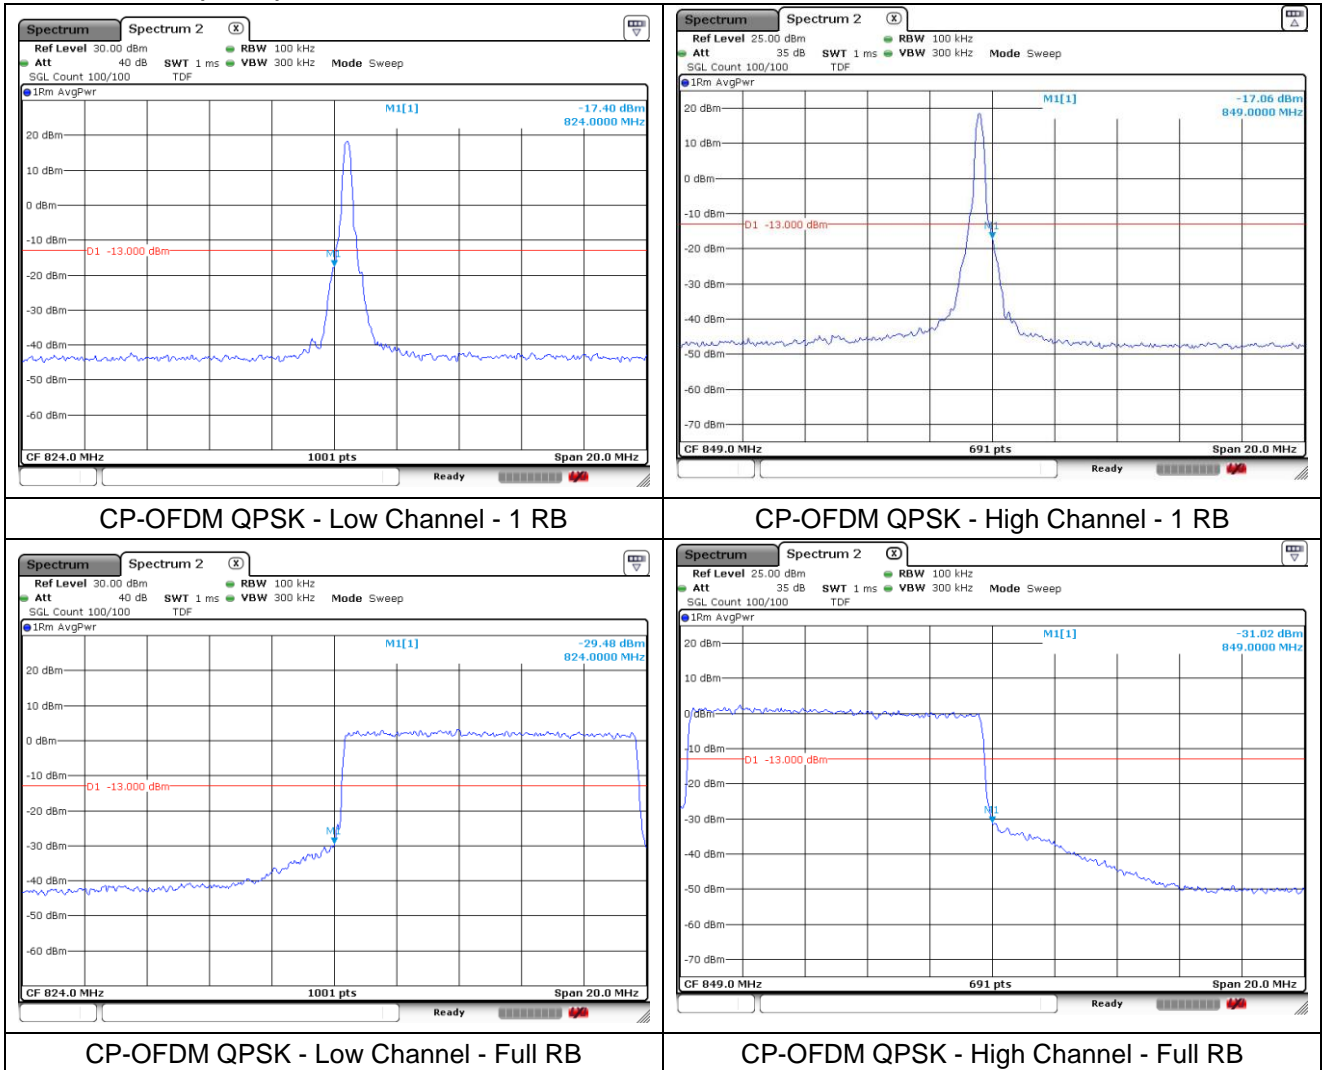 Spectrum Spectrum 2 X
Ref Level 30.00 dBm RBW 100 kHz
Att 40 dB SWT 1 ms VBW 300 kHz Mode Sweep
SGL Count 100/100 TDF
1Rm AvgPwr
M1[1] -17.40 dBm
824.0000 MHz
20 dBm
10 dBm
0 dBm
-10 dBm
D1 -13.000 dBm
M1
-20 dBm
-30 dBm
-40 dBm
-50 dBm
-60 dBm
CF 824.0 MHz 1001 pts Span 20.0 MHz
Ready
Spectrum Spectrum 2 X
Ref Level 25.00 dBm RBW 100 kHz
Att 35 dB SWT 1 ms VBW 300 kHz Mode Sweep
SGL Count 100/100 TDF
1Rm AvgPwr
M1[1] -17.06 dBm
849.0000 MHz
20 dBm
10 dBm
0 dBm
-10 dBm
D1 -13.000 dBm
M1
-20 dBm
-30 dBm
-40 dBm
-50 dBm
-60 dBm
-70 dBm
CF 849.0 MHz 691 pts Span 20.0 MHz
Ready
CP-OFDM QPSK - Low Channel - 1 RB
CP-OFDM QPSK - High Channel - 1 RB
Spectrum Spectrum 2 X
Ref Level 30.00 dBm RBW 100 kHz
Att 40 dB SWT 1 ms VBW 300 kHz Mode Sweep
SGL Count 100/100 TDF
1Rm AvgPwr
M1[1] -29.48 dBm
824.0000 MHz
20 dBm
10 dBm
0 dBm
-10 dBm
D1 -13.000 dBm
-20 dBm
M1
-30 dBm
-40 dBm
-50 dBm
-60 dBm
CF 824.0 MHz 1001 pts Span 20.0 MHz
Ready
Spectrum Spectrum 2 X
Ref Level 25.00 dBm RBW 100 kHz
Att 35 dB SWT 1 ms VBW 300 kHz Mode Sweep
SGL Count 100/100 TDF
1Rm AvgPwr
M1[1] -31.02 dBm
849.0000 MHz
20 dBm
10 dBm
0 dBm
-10 dBm
D1 -13.000 dBm
-20 dBm
M1
-30 dBm
-40 dBm
-50 dBm
-60 dBm
-70 dBm
CF 849.0 MHz 691 pts Span 20.0 MHz
Ready
CP-OFDM QPSK - Low Channel - Full RB
CP-OFDM QPSK - High Channel - Full RB